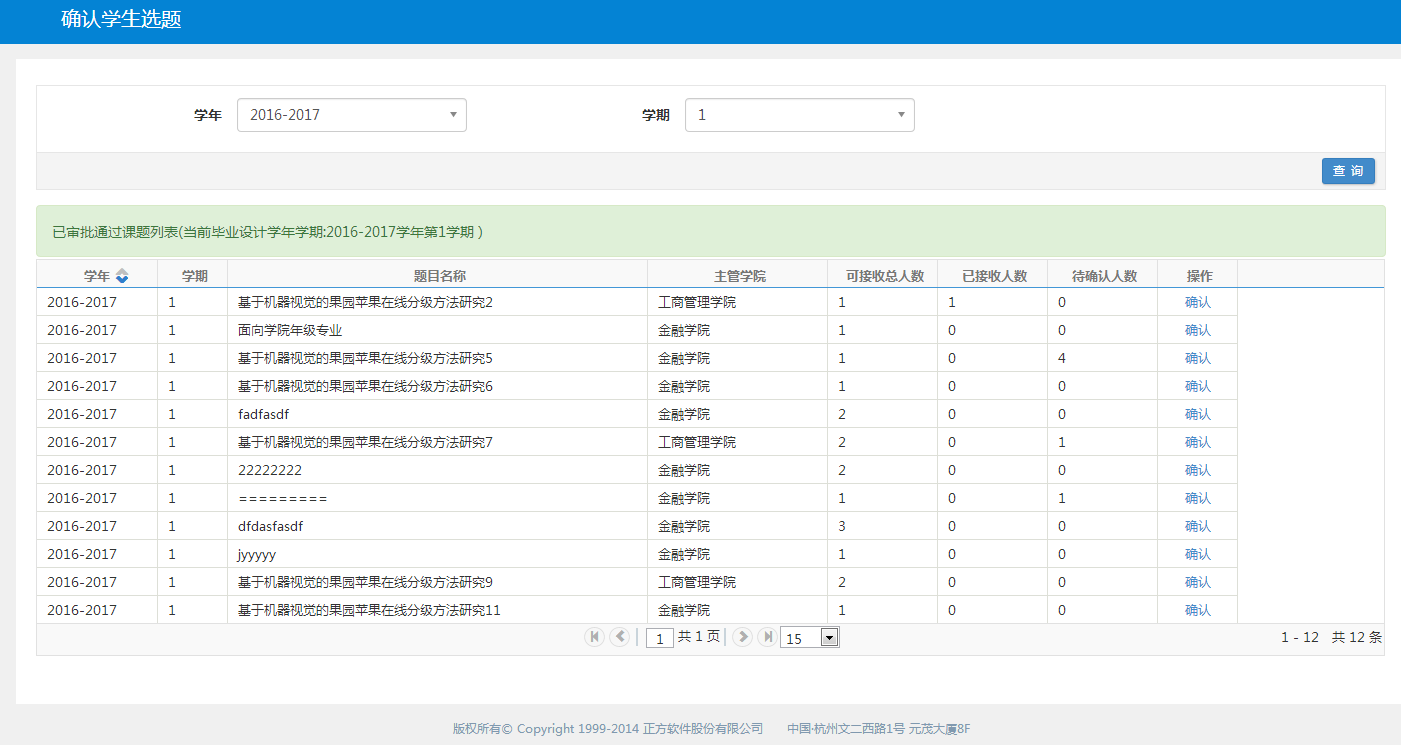 确认学生选题
学年 2016-2017 学期 1
查 询
已审批通过课题列表(当前毕业设计学年学期:2016-2017学年第1学期 )
学年 学期 题目名称 主管学院 可接收总人数 已接收人数 待确认人数 操作
2016-2017 1 基于机器视觉的果园苹果在线分级方法研究2 工商管理学院 1 1 0 确认
2016-2017 1 面向学院年级专业 金融学院 1 0 0 确认
2016-2017 1 基于机器视觉的果园苹果在线分级方法研究5 金融学院 1 0 4 确认
2016-2017 1 基于机器视觉的果园苹果在线分级方法研究6 金融学院 1 0 0 确认
2016-2017 1 fadfasdf 金融学院 2 0 0 确认
2016-2017 1 基于机器视觉的果园苹果在线分级方法研究7 工商管理学院 2 0 1 确认
2016-2017 1 22222222 金融学院 2 0 0 确认
2016-2017 1 ========= 金融学院 1 0 1 确认
2016-2017 1 dfdasfasdf 金融学院 3 0 0 确认
2016-2017 1 jyyyyy 金融学院 1 0 0 确认
2016-2017 1 基于机器视觉的果园苹果在线分级方法研究9 工商管理学院 2 0 0 确认
2016-2017 1 基于机器视觉的果园苹果在线分级方法研究11 金融学院 1 0 0 确认
1 共 1 页 15 1 - 12 共 12 条
版权所有© Copyright 1999-2014 正方软件股份有限公司 中国·杭州文二西路1号 元茂大厦8F